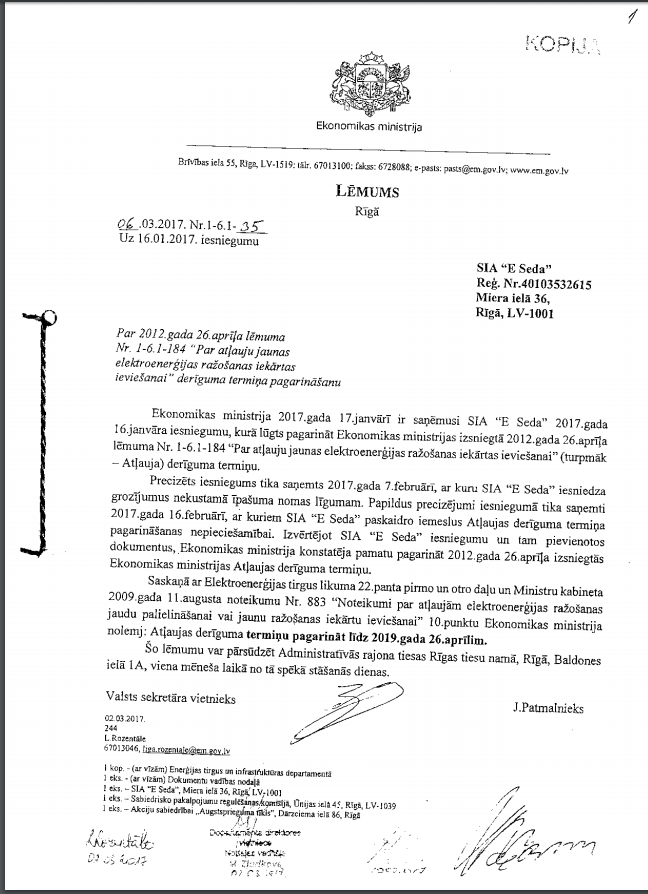 1
KOPIJA
Ekonomikas ministrija
Brīvības iela 55, Rīga, LV-1519; tālr. 67013100; fakss: 6728088; e-pasts: pasts@em.gov.lv; www.em.gov.lv
LĒMUMS
Rīgā
06.03.2017. Nr.1-6.1-35
Uz 16.01.2017. iesniegumu
SIA “E Seda”
Reģ. Nr.40103532615
Miera ielā 36,
Rīgā, LV-1001
Par 2012.gada 26.aprīļa lēmuma
Nr. 1-6.1-184 “Par atļauju jaunas
elektroenerģijas ražošanas iekārtas
ieviešanai” derīguma termiņa pagarināšanu
Ekonomikas ministrija 2017.gada 17.janvārī ir saņēmusi SIA “E Seda” 2017.gada
16.janvāra iesniegumu, kurā lūgts pagarināt Ekonomikas ministrijas izsniegtā 2012.gada 26.aprīļa
lēmuma Nr. 1-6.1-184 “Par atļauju jaunas elektroenerģijas ražošanas iekārtas ieviešanai” (turpmāk
– Atļauja) derīguma termiņu.
Precizēts iesniegums tika saņemts 2017.gada 7.februārī, ar kuru SIA “E Seda” iesniedza
grozījumus nekustamā īpašuma nomas līgumam. Papildus precizējumi iesniegumā tika saņemti
2017.gada 16.februārī, ar kuriem SIA “E Seda” paskaidro iemeslus Atļaujas derīguma termiņa
pagarināšanas nepieciešamībai. Izvērtējot SIA “E Seda” iesniegumu un tam pievienotos
dokumentus, Ekonomikas ministrija konstatēja pamatu pagarināt 2012.gada 26.aprīļa izsniegtās
Ekonomikas ministrijas Atļaujas derīguma termiņu.
Saskaņā ar Elektroenerģijas tirgus likuma 22.panta pirmo un otro daļu un Ministru kabineta
2009.gada 11.augusta noteikumu Nr. 883 “Noteikumi par atļaujām elektroenerģijas ražošanas
jaudu palielināšanai vai jaunu ražošanas iekārtu ieviešanai” 10.punktu Ekonomikas ministrija
nolemj: Atļaujas derīguma termiņu pagarināt līdz 2019.gada 26.aprīlim.
Šo lēmumu var pārsūdzēt Administratīvās rajona tiesas Rīgas tiesu namā, Rīgā, Baldones
ielā 1A, viena mēneša laikā no tā spēkā stāšanās dienas.
Valsts sekretāra vietnieks
J.Patmalnieks
02.03.2017.
244
L.Rozentāle
67013046, liga.rozentale@em.gov.lv
1 kop. - (ar vīzām) Enerģijas tirgus un infrastruktūras departamentā
1 eks. - (ar vīzām) Dokumentu vadības nodaļā
1 eks. – SIA “E Seda”, Miera ielā 36, Rīgā, LV-1001
1 eks. – Sabiedrisko pakalpojumu regulēšanas komisijā, Ūnijas ielā 45, Rīgā, LV-1039
1 eks. – Akciju sabiedrībai „Augstsprieguma tīkls”, Dārzciema ielā 86, Rīgā
direktores
vietniece